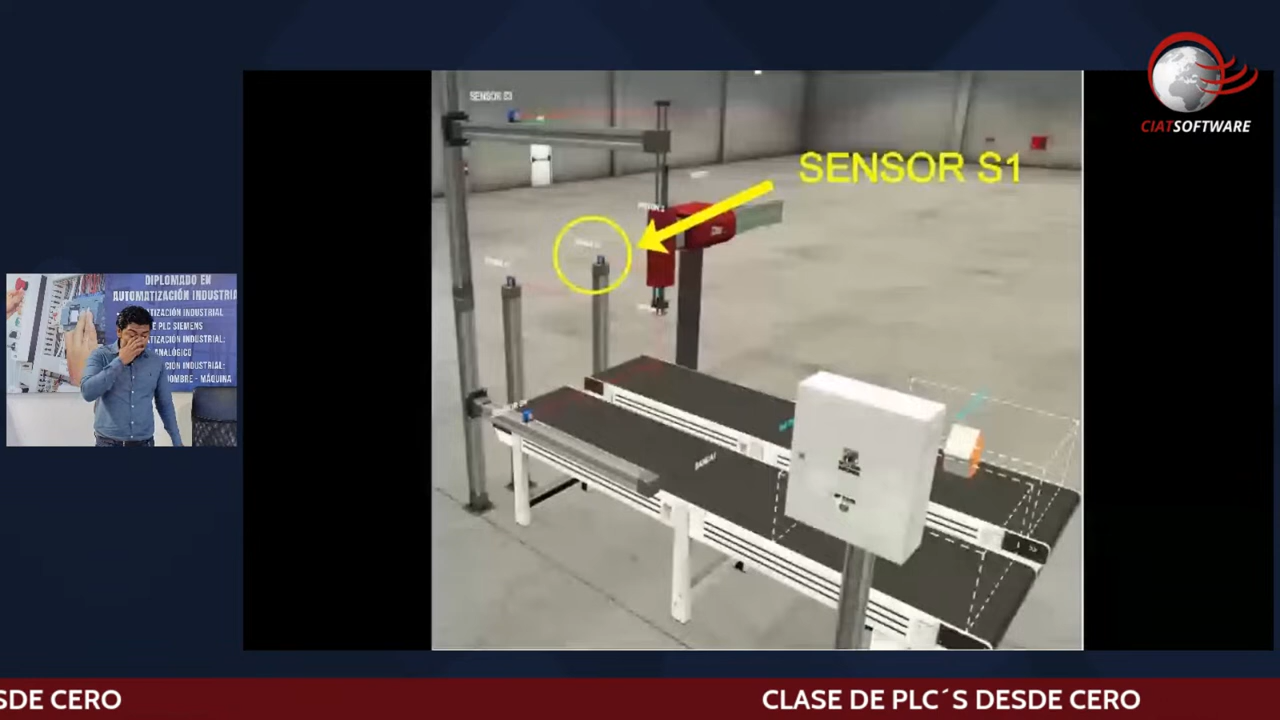 CIATSOFTWARE
SENSOR S3
SENSOR S1
DIPLOMADO EN
AUTOMATIZACIÓN INDUSTRIA
TIZACIÓN INDUSTRIAL
E PLC SIEMENS
TIZACIÓN INDUSTRIAL:
ANALÓGICO
CIÓN INDUSTRIAL:
HOMBRE - MÁQUINA
SDE CERO
CLASE DE PLC´S DESDE CERO